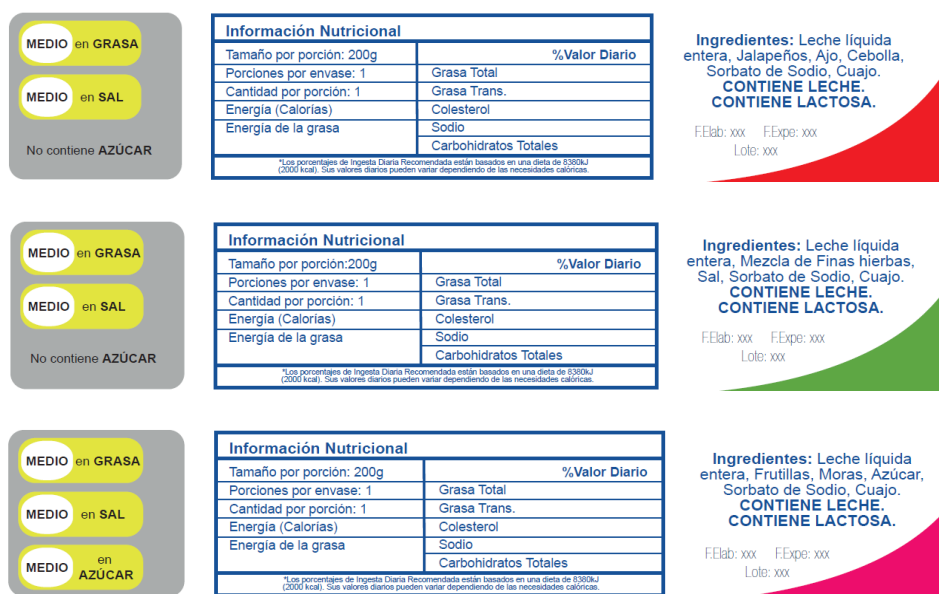 MEDIO en GRASA
MEDIO en SAL
No contiene AZÚCAR
Información Nutricional
Tamaño por porción: 200g
%Valor Diario
Porciones por envase: 1
Grasa Total
Cantidad por porción: 1
Grasa Trans.
Energía (Calorías)
Colesterol
Energía de la grasa
Sodio
Carbohidratos Totales
*Los porcentajes de Ingesta Diaria Recomendada están basados en una dieta de 8380kJ
(2000 kcal). Sus valores diarios pueden variar dependiendo de las necesidades calóricas.
Ingredientes: Leche líquida
entera, Jalapeños, Ajo, Cebolla,
Sorbato de Sodio, Cuajo.
CONTIENE LECHE.
CONTIENE LACTOSA.
F.Elab: xxx F.Expe: xxx
Lote: xxx
MEDIO en GRASA
MEDIO en SAL
No contiene AZÚCAR
Información Nutricional
Tamaño por porción:200g
%Valor Diario
Porciones por envase: 1
Grasa Total
Cantidad por porción: 1
Grasa Trans.
Energía (Calorías)
Colesterol
Energía de la grasa
Sodio
Carbohidratos Totales
*Los porcentajes de Ingesta Diaria Recomendada están basados en una dieta de 8380kJ
(2000 kcal). Sus valores diarios pueden variar dependiendo de las necesidades calóricas.
Ingredientes: Leche líquida
entera, Mezcla de Finas hierbas,
Sal, Sorbato de Sodio, Cuajo.
CONTIENE LECHE.
CONTIENE LACTOSA.
F.Elab: xxx F.Expe: xxx
Lote: xxx
MEDIO en GRASA
MEDIO en SAL
MEDIO en
AZÚCAR
Información Nutricional
Tamaño por porción: 200g
%Valor Diario
Porciones por envase: 1
Grasa Total
Cantidad por porción: 1
Grasa Trans.
Energía (Calorías)
Colesterol
Energía de la grasa
Sodio
Carbohidratos Totales
*Los porcentajes de Ingesta Diaria Recomendada están basados en una dieta de 8380kJ
(2000 kcal). Sus valores diarios pueden variar dependiendo de las necesidades calóricas.
Ingredientes: Leche líquida
entera, Frutillas, Moras, Azúcar,
Sorbato de Sodio, Cuajo.
CONTIENE LECHE.
CONTIENE LACTOSA.
F.Elab: xxx F.Expe: xxx
Lote: xxx